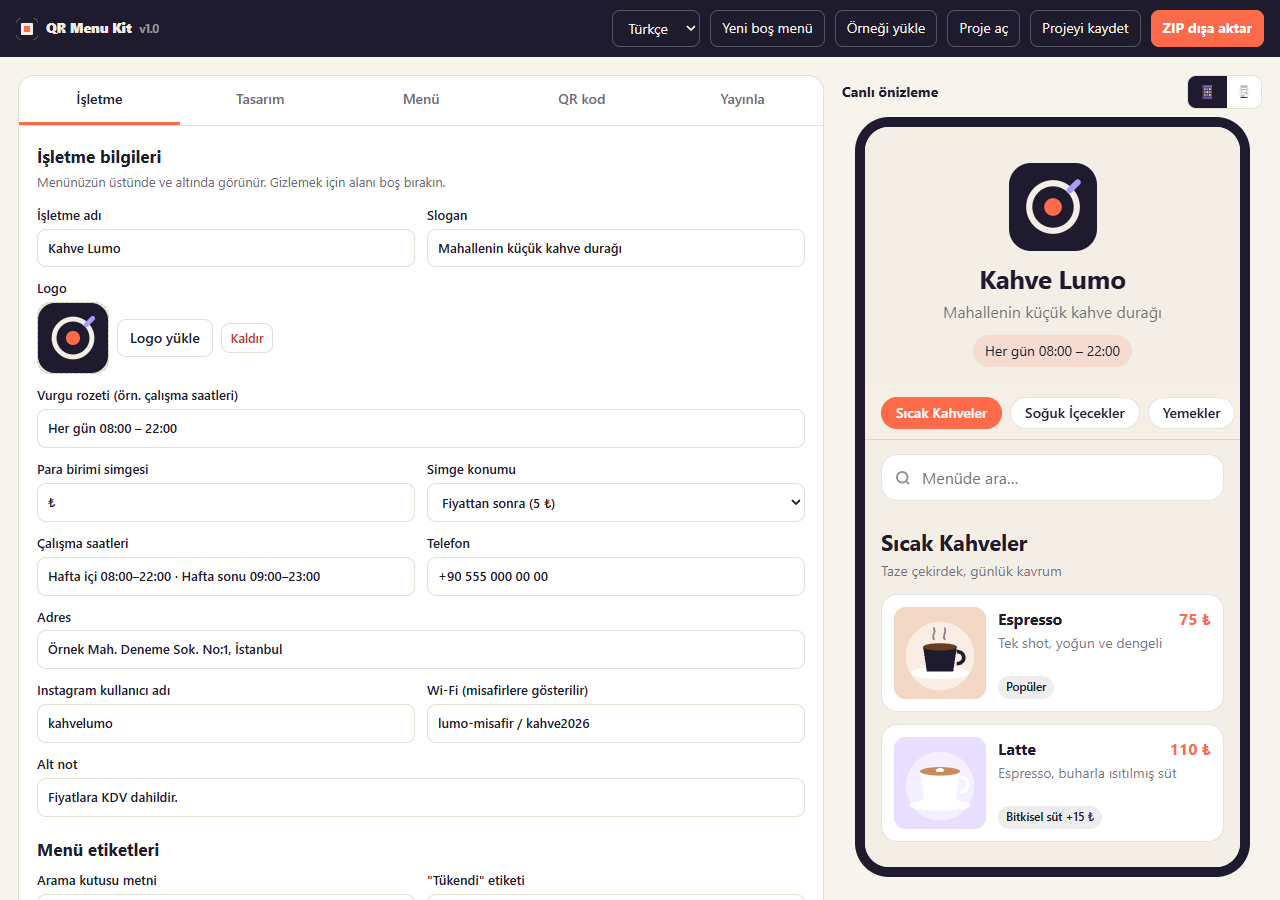 QR Menu Kit v1.0
Türkçe
Yeni boş menü
Örneği yükle
Proje aç
Projeyi kaydet
ZIP dışa aktar
İşletme
Tasarım
Menü
QR kod
Yayınla
İşletme bilgileri
Menünüzün üstünde ve altında görünür. Gizlemek için alanı boş bırakın.
İşletme adı
Slogan
Kahve Lumo
Mahallenin küçük kahve durağı
Logo
Logo yükle
Kaldır
Vurgu rozeti (örn. çalışma saatleri)
Her gün 08:00 – 22:00
Para birimi simgesi
Simge konumu
₺
Fiyattan sonra (5 ₺)
Çalışma saatleri
Telefon
Hafta içi 08:00–22:00 · Hafta sonu 09:00–23:00
+90 555 000 00 00
Adres
Örnek Mah. Deneme Sok. No:1, İstanbul
Instagram kullanıcı adı
Wi-Fi (misafirlere gösterilir)
kahvelumo
lumo-misafir / kahve2026
Alt not
Fiyatlara KDV dahildir.
Menü etiketleri
Arama kutusu metni
"Tükendi" etiketi
Canlı önizleme
Kahve Lumo
Mahallenin küçük kahve durağı
Her gün 08:00 – 22:00
Sıcak Kahveler
Soğuk İçecekler
Yemekler
Menüde ara...
Sıcak Kahveler
Taze çekirdek, günlük kavrum
Espresso
75 ₺
Tek shot, yoğun ve dengeli
Popüler
Latte
110 ₺
Espresso, buharla ısıtılmış süt
Bitkisel süt +15 ₺